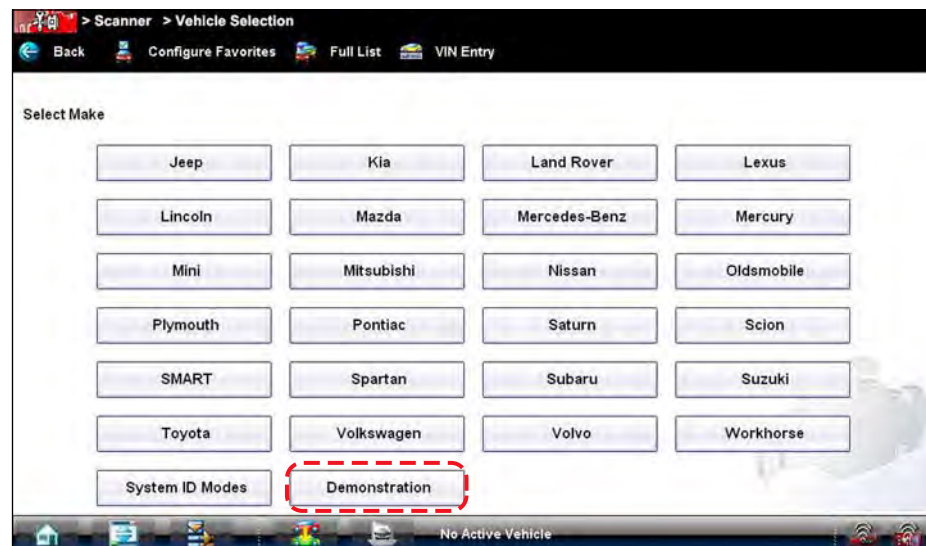 > Scanner > Vehicle Selection
Back Configure Favorites Full List VIN Entry
Select Make
Jeep Kia Land Rover Lexus
Lincoln Mazda Mercedes-Benz Mercury
Mini Mitsubishi Nissan Oldsmobile
Plymouth Pontiac Saturn Scion
SMART Spartan Subaru Suzuki
Toyota Volkswagen Volvo Workhorse
System ID Modes Demonstration
No Active Vehicle